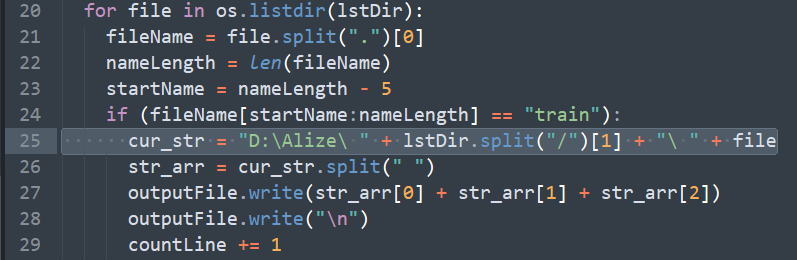 20 for file in os.listdir(lstDir):
21 fileName = file.split(".")[0]
22 nameLength = len(fileName)
23 startName = nameLength - 5
24 if (fileName[startName:nameLength] == "train"):
25 cur_str = "D:\Alize\ " + lstDir.split("/")[1] + "\ " + file
26 str_arr = cur_str.split(" ")
27 outputFile.write(str_arr[0] + str_arr[1] + str_arr[2])
28 outputFile.write("\n")
29 countLine += 1